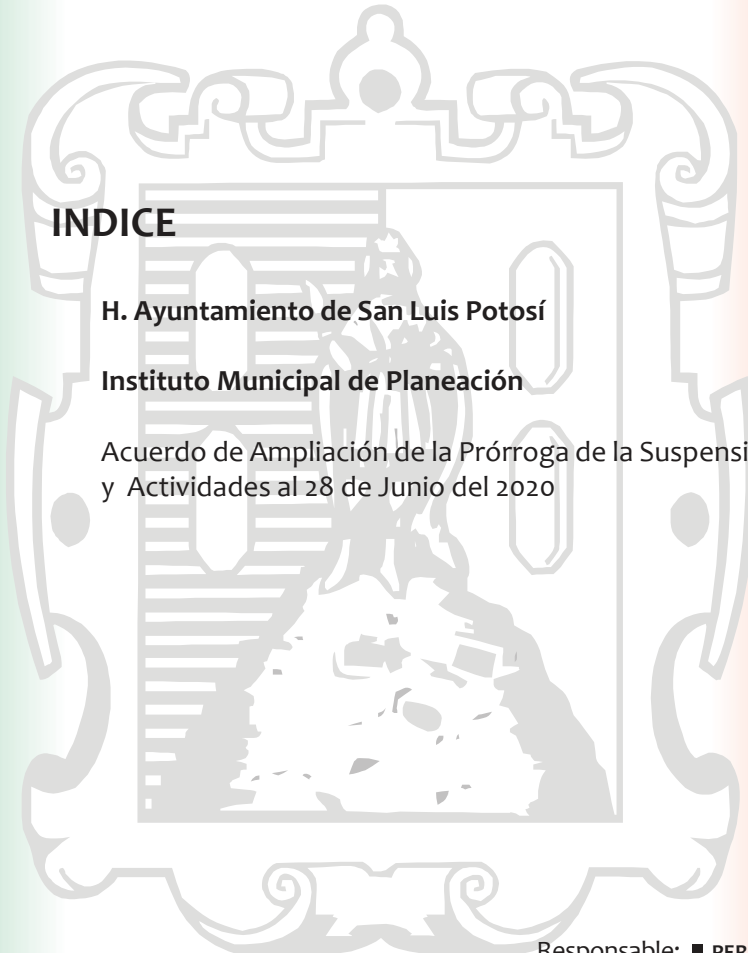 INDICE
H. Ayuntamiento de San Luis Potosí
Instituto Municipal de Planeación
Acuerdo de Ampliación de la Prórroga de la Suspensi
y Actividades al 28 de Junio del 2020
Responsable: